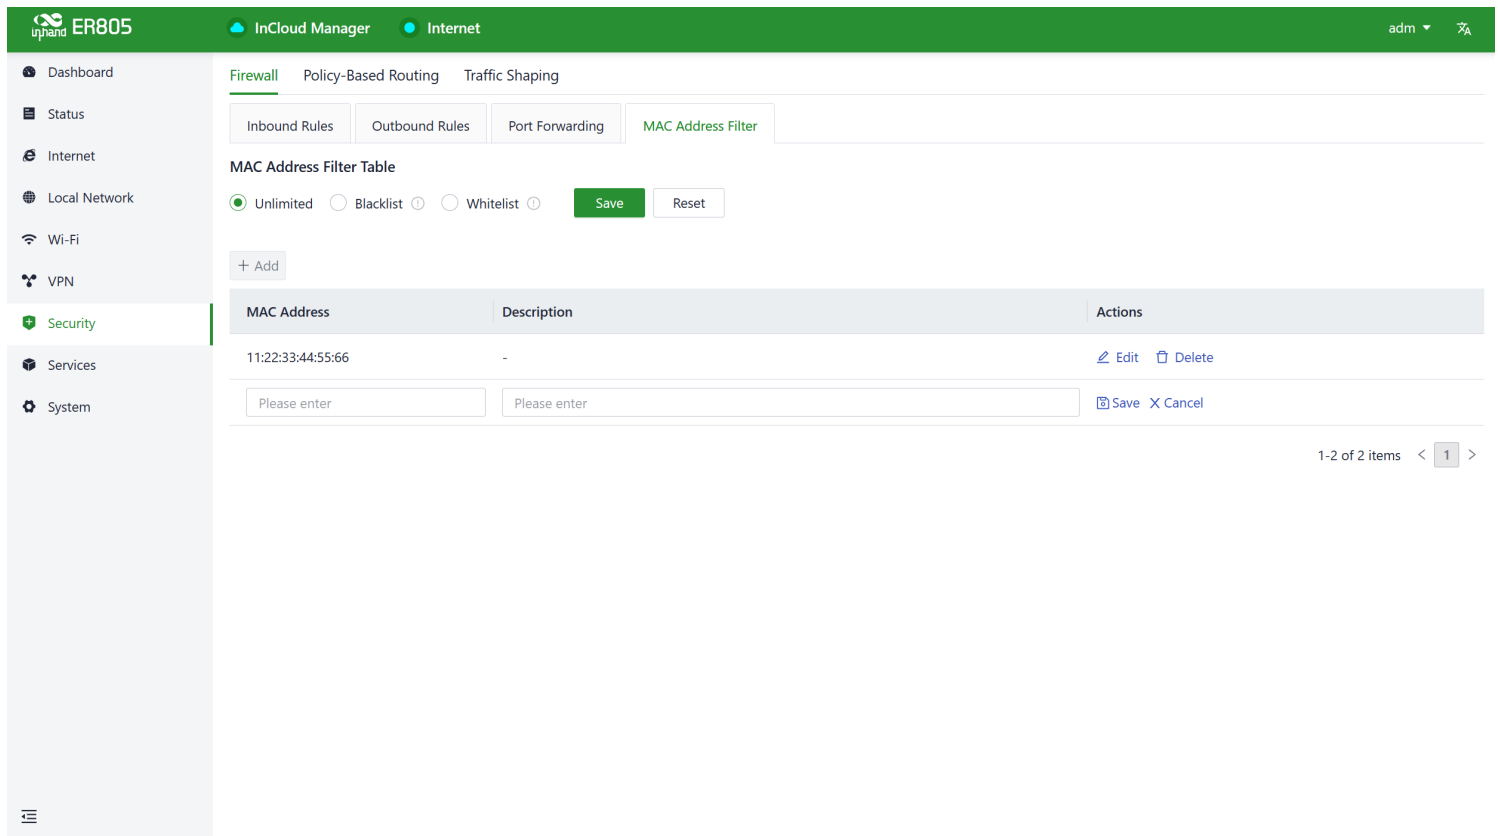 inhand ER805 InCloud Manager Internet adm
Dashboard
Status
Internet
Local Network
Wi-Fi
VPN
Security
Services
System
Firewall Policy-Based Routing Traffic Shaping
Inbound Rules Outbound Rules Port Forwarding MAC Address Filter
MAC Address Filter Table
Unlimited Blacklist Whitelist Save Reset
+ Add
MAC Address Description Actions
11:22:33:44:55:66 - Edit Delete
Please enter Please enter Save Cancel
1-2 of 2 items < 1 >